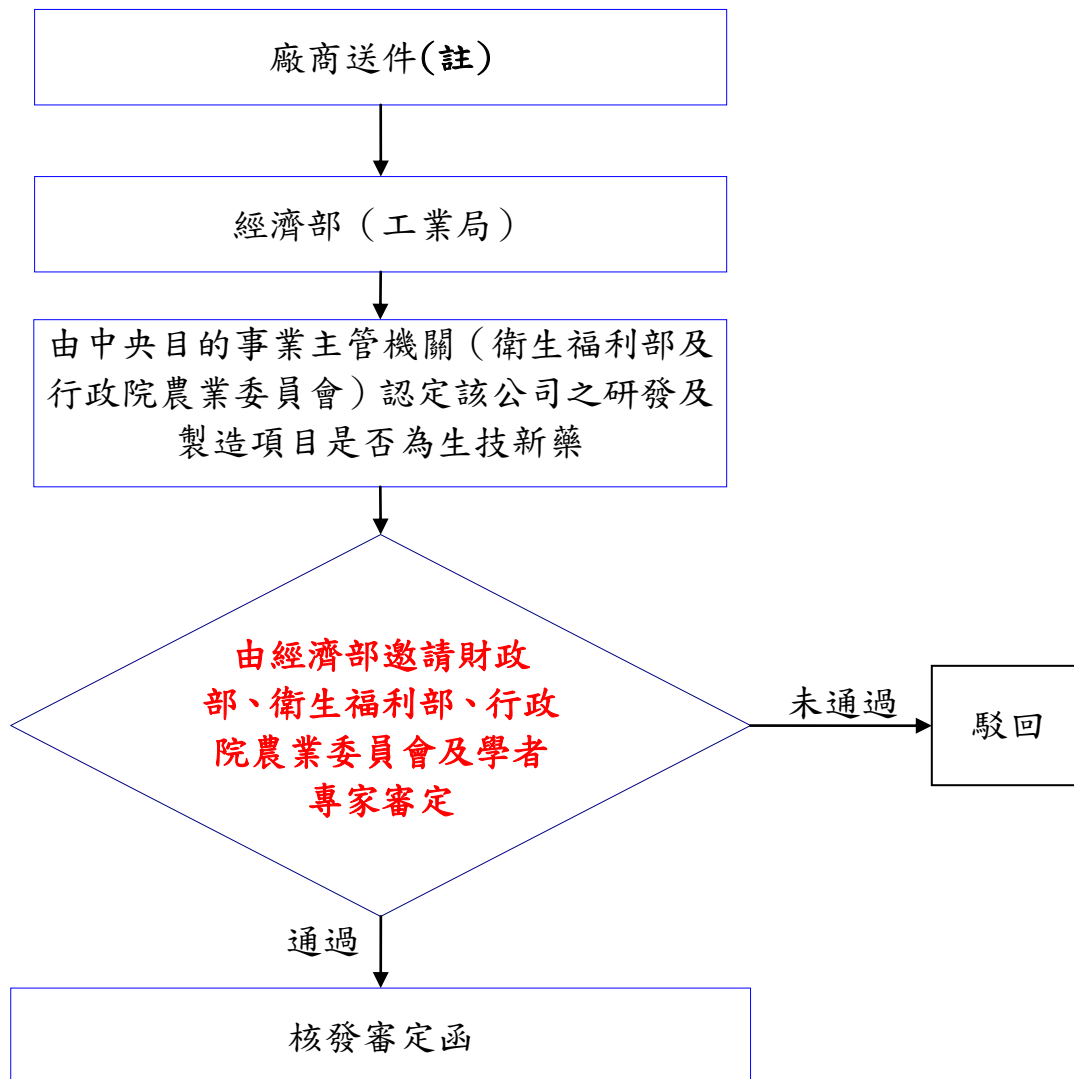 廠商送件(註)
經濟部（工業局）
由中央目的事業主管機關（衛生福利部及
行政院農業委員會）認定該公司之研發及
製造項目是否為生技新藥
由經濟部邀請財政
部、衛生福利部、行政
院農業委員會及學者
專家審定
未通過
駁回
通過
核發審定函